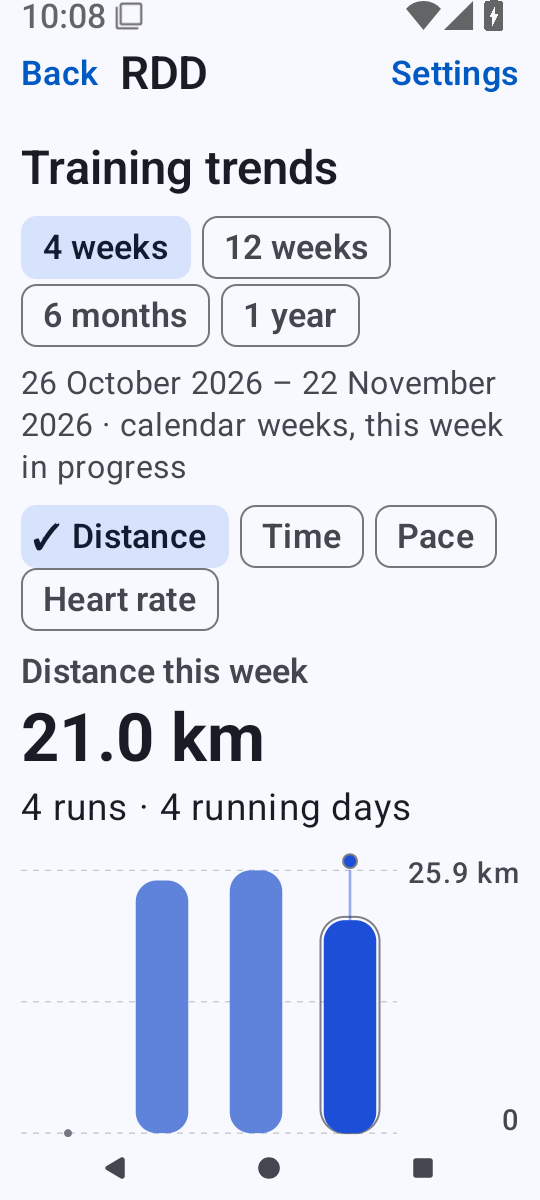 10:08
Back RDD Settings
Training trends
4 weeks 12 weeks
6 months 1 year
26 October 2026 – 22 November
2026 · calendar weeks, this week
in progress
✓ Distance Time Pace
Heart rate
Distance this week
21.0 km
4 runs · 4 running days
25.9 km
0